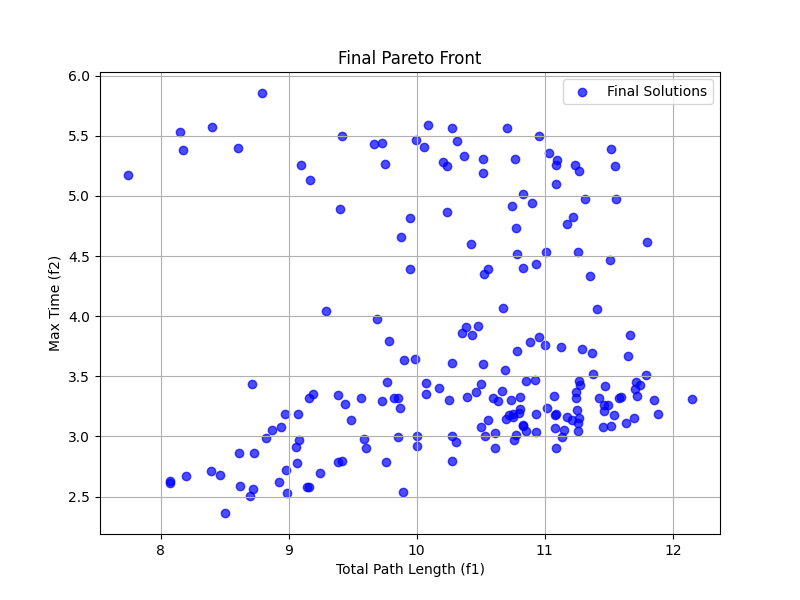 Final Pareto Front
Final Solutions
6.0
5.5
5.0
4.5
4.0
3.5
3.0
2.5
Max Time (f2)
8 9 10 11 12
Total Path Length (f1)